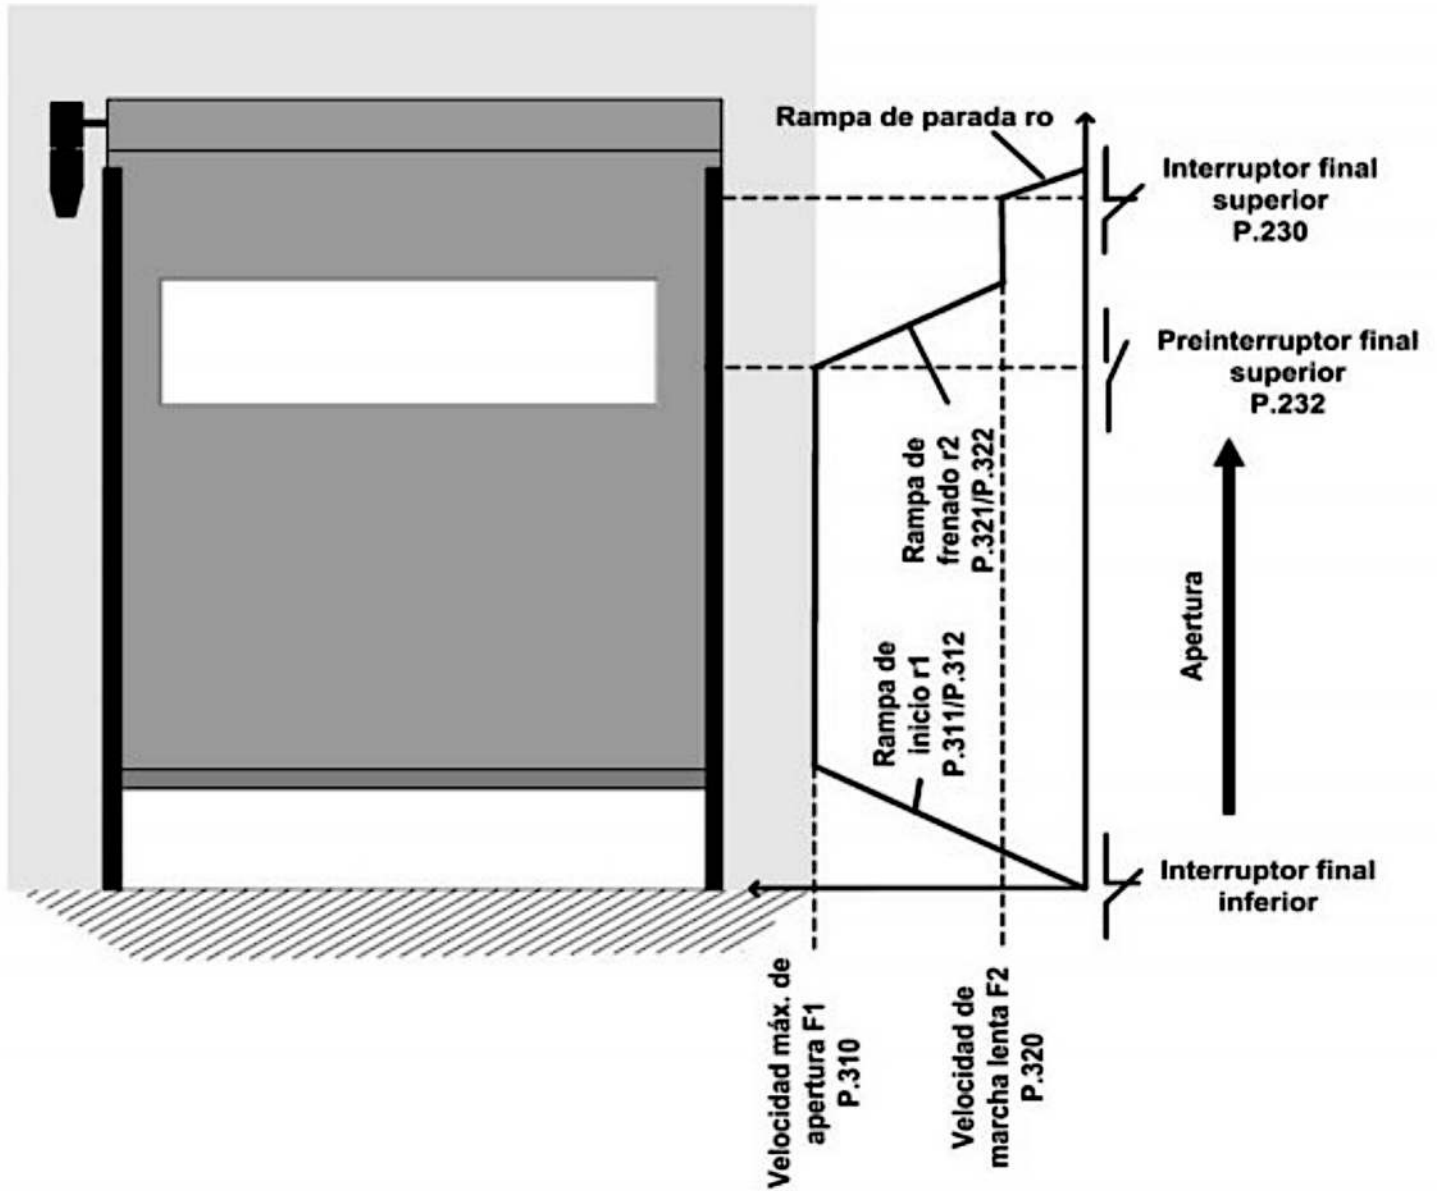 Rampa de parada ro
Interruptor final
superior
P.230
Preinterruptor final
superior
P.232
Rampa de
frenado r2
P.321/P.322
Apertura
Rampa de
inicio r1
P.311/P.312
Interruptor final
inferior
Velocidad máx. de
apertura F1
P.310
Velocidad de
marcha lenta F2
P.320